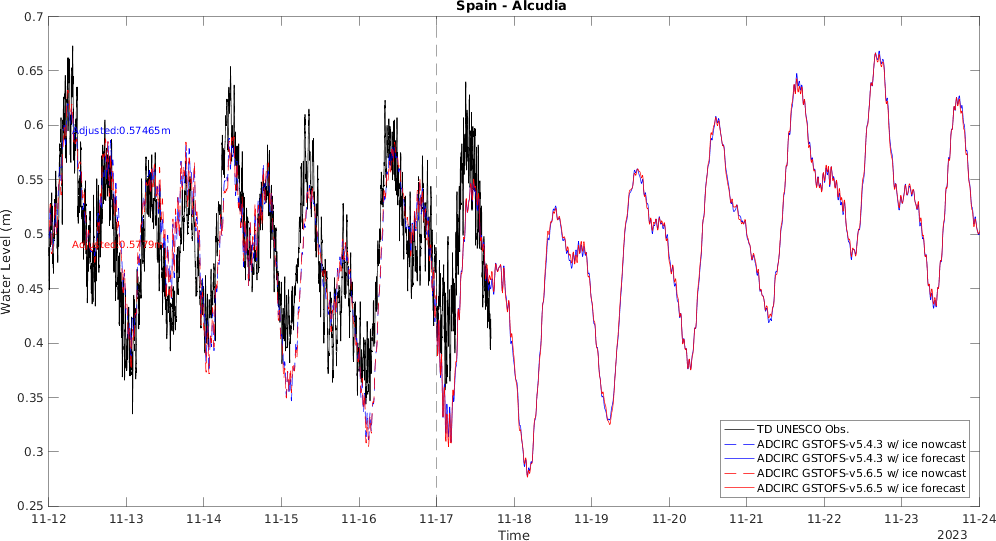 Spain - Alcudia
0.7
0.65
0.6
0.55
0.5
0.45
0.4
0.35
0.3
0.25
Water Level (m)
Adjusted:0.57465m
Adjusted:0.5779m
TD UNESCO Obs.
ADCIRC GSTOFS-v5.4.3 w/ ice nowcast
ADCIRC GSTOFS-v5.4.3 w/ ice forecast
ADCIRC GSTOFS-v5.6.5 w/ ice nowcast
ADCIRC GSTOFS-v5.6.5 w/ ice forecast
11-12 11-13 11-14 11-15 11-16 11-17 11-18 11-19 11-20 11-21 11-22 11-23 11-24
Time
2023